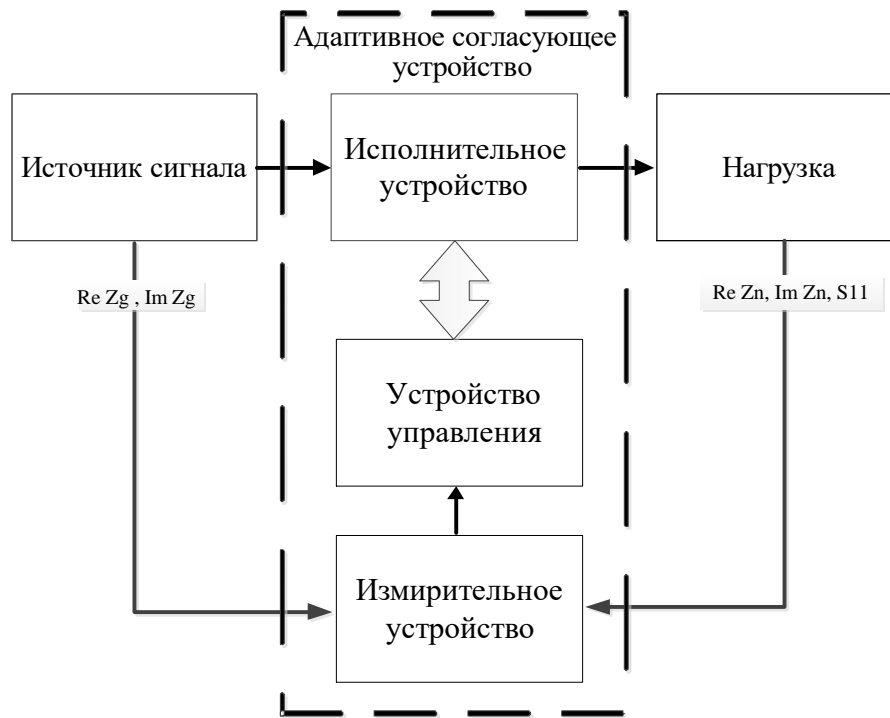 Адаптивное согласующее
устройство
Источник сигнала
Исполнительное
устройство
Нагрузка
Re Zg , Im Zg
Re Zn, Im Zn, S11
Устройство
управления
Измирительное
устройство